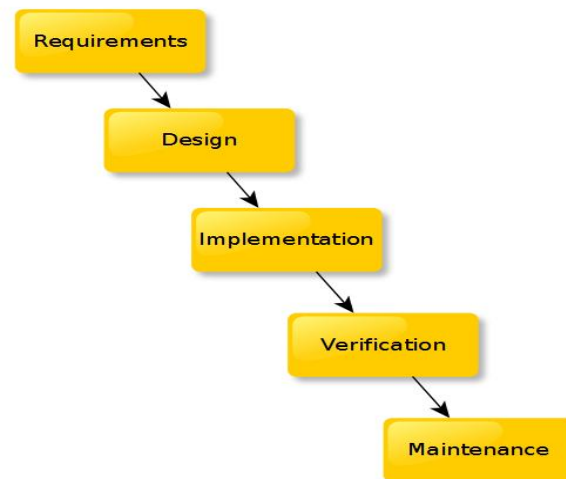 Requirements
Design
Implementation
Verification
Maintenance